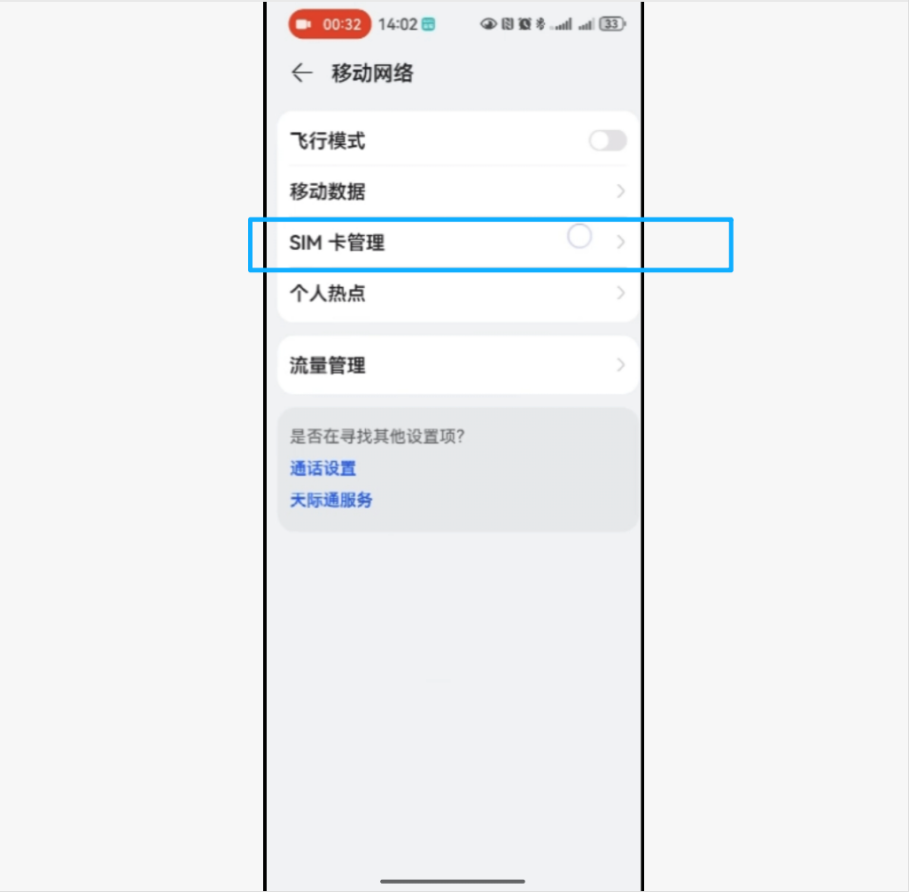 00:32 14:02 33
移动网络
飞行模式
移动数据
SIM 卡管理
个人热点
流量管理
是否在寻找其他设置项?
通话设置
天际通服务